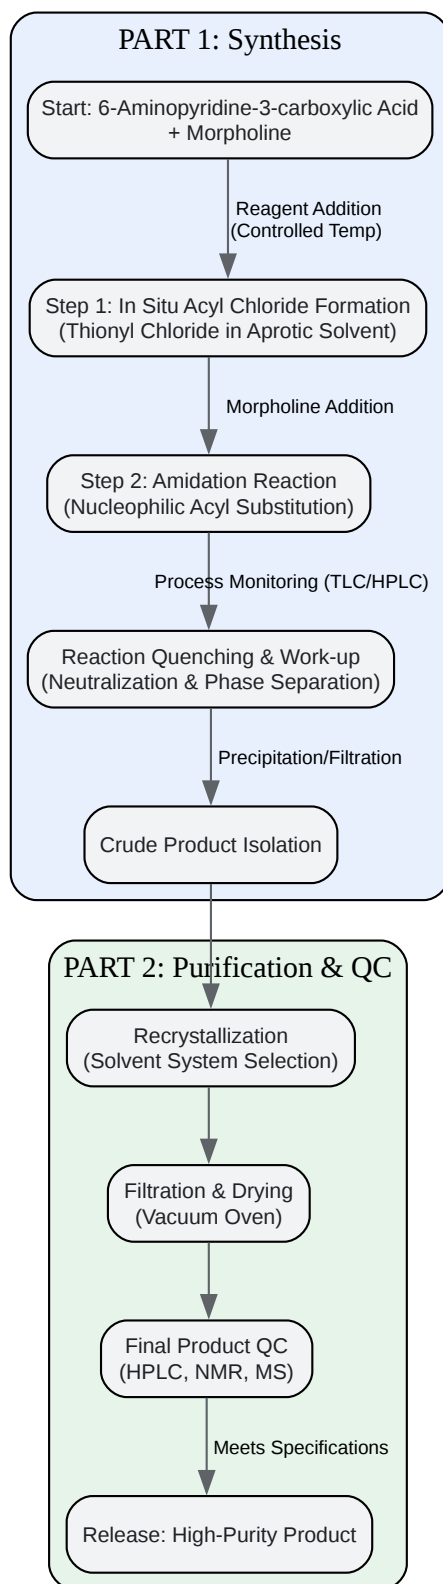 PART 1: Synthesis
Start: 6-Aminopyridine-3-carboxylic Acid
+ Morpholine
Reagent Addition
(Controlled Temp)
Step 1: In Situ Acyl Chloride Formation
(Thionyl Chloride in Aprotic Solvent)
Morpholine Addition
Step 2: Amidation Reaction
(Nucleophilic Acyl Substitution)
Process Monitoring (TLC/HPLC)
Reaction Quenching & Work-up
(Neutralization & Phase Separation)
Precipitation/Filtration
Crude Product Isolation
PART 2: Purification & QC
Recrystallization
(Solvent System Selection)
Filtration & Drying
(Vacuum Oven)
Final Product QC
(HPLC, NMR, MS)
Meets Specifications
Release: High-Purity Product